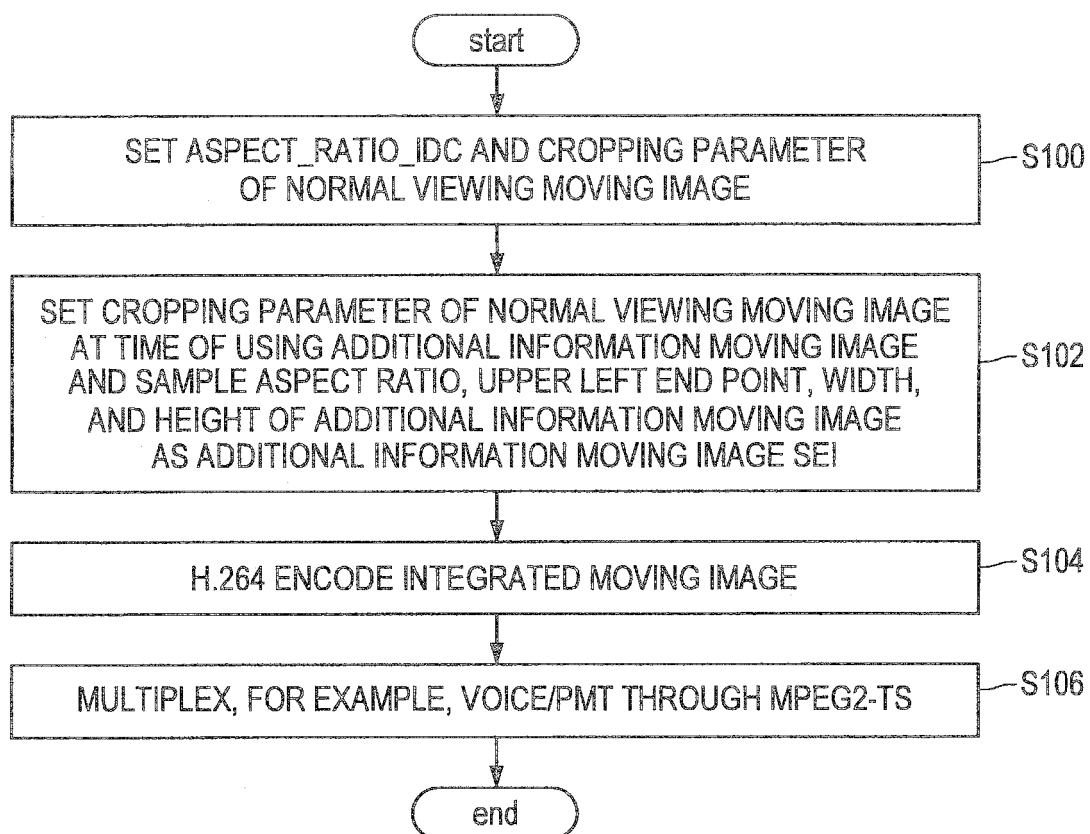 start
SET ASPECT_RATIO_IDC AND CROPPING PARAMETER
OF NORMAL VIEWING MOVING IMAGE
S100
SET CROPPING PARAMETER OF NORMAL VIEWING MOVING IMAGE
AT TIME OF USING ADDITIONAL INFORMATION MOVING IMAGE
AND SAMPLE ASPECT RATIO, UPPER LEFT END POINT, WIDTH,
AND HEIGHT OF ADDITIONAL INFORMATION MOVING IMAGE
AS ADDITIONAL INFORMATION MOVING IMAGE SEI
S102
H.264 ENCODE INTEGRATED MOVING IMAGE
S104
MULTIPLEX, FOR EXAMPLE, VOICE/PMT THROUGH MPEG2-TS
S106
end